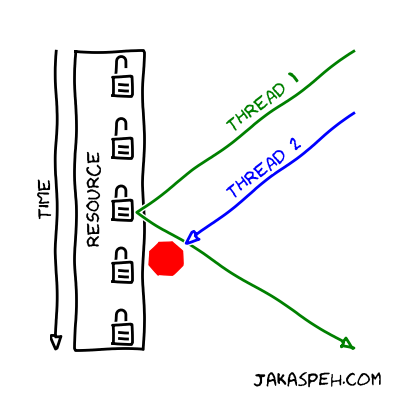 THREAD 1
THREAD 2
TIME
RESOURCE
JAKASPEH.COM